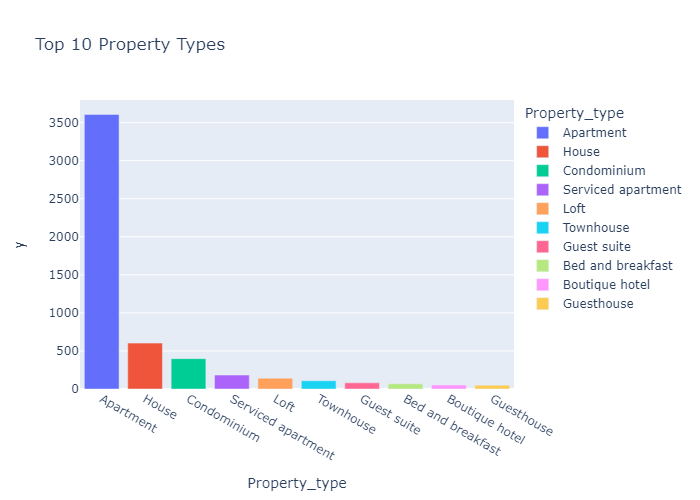 Top 10 Property Types
Property_type
Apartment
House
Condominium
Serviced apartment
Loft
Townhouse
Guest suite
Bed and breakfast
Boutique hotel
Guesthouse
3500
3000
2500
2000
1500
1000
500
0
y
Apartment
House
Condominium
Serviced apartment
Loft
Townhouse
Guest suite
Bed and breakfast
Boutique hotel
Guesthouse
Property_type